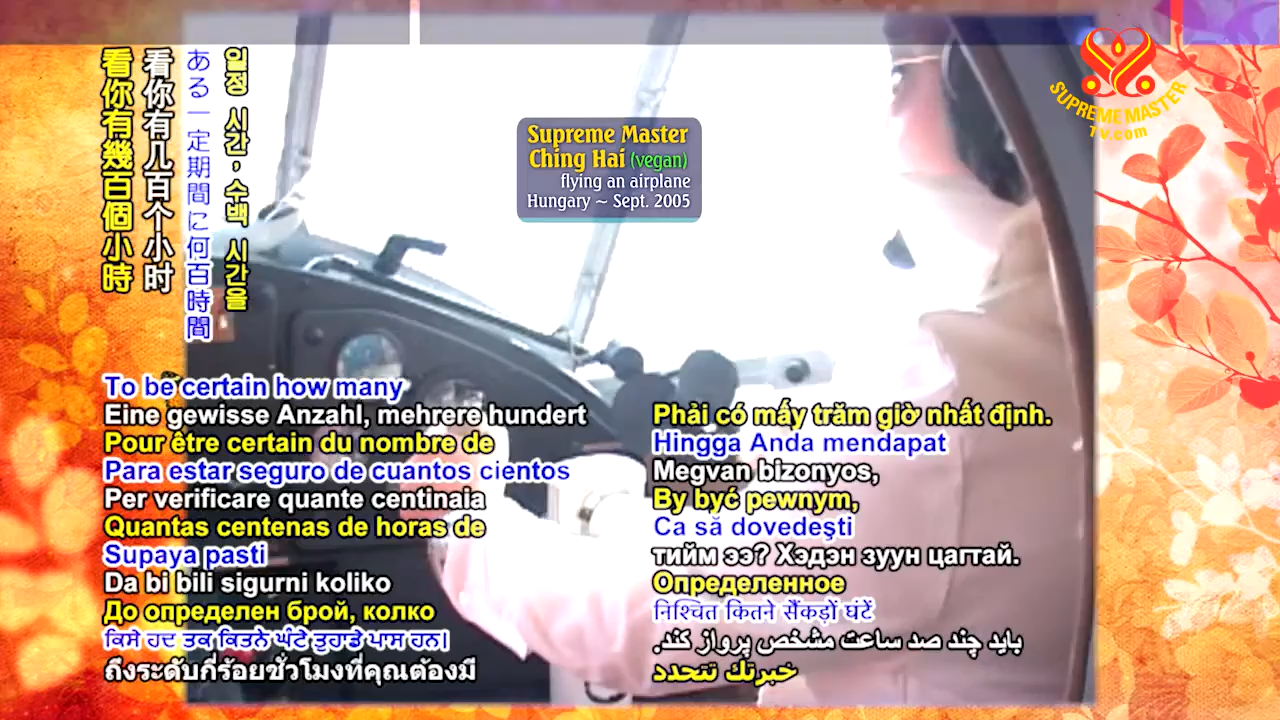 看你有幾百個小時
看你有几百个小时
ある一定期間に何百時間
일정 시간, 수백 시간을
SUPREME MASTER
TV.com
Supreme Master
Ching Hai (vegan)
flying an airplane
Hungary ~ Sept. 2005
To be certain how many
Eine gewisse Anzahl, mehrere hundert
Pour être certain du nombre de
Para estar seguro de cuantos cientos
Per verificare quante centinaia
Quantas centenas de horas de
Supaya pasti
Da bi bili sigurni koliko
До определен брой, колко
ਕਿਸੇ ਹਦ ਤਕ ਕਿਤਨੇ ਘੰਟੇ ਤੁਹਾਡੇ ਪਾਸ ਹਨ।
ถึงระดับกี่ร้อยชั่วโมงที่คุณต้องมี
Phải có mấy trăm giờ nhất định.
Hingga Anda mendapat
Megvan bizonyos,
By być pewnym,
Ca să dovedeşti
тийм ээ? Хэдэн зуун цагтай.
Определенное
निश्चित कितने सैंकड़ों घंटें
باید چند صد ساعت مشخص پرواز کند.
خبرتك تتحدد